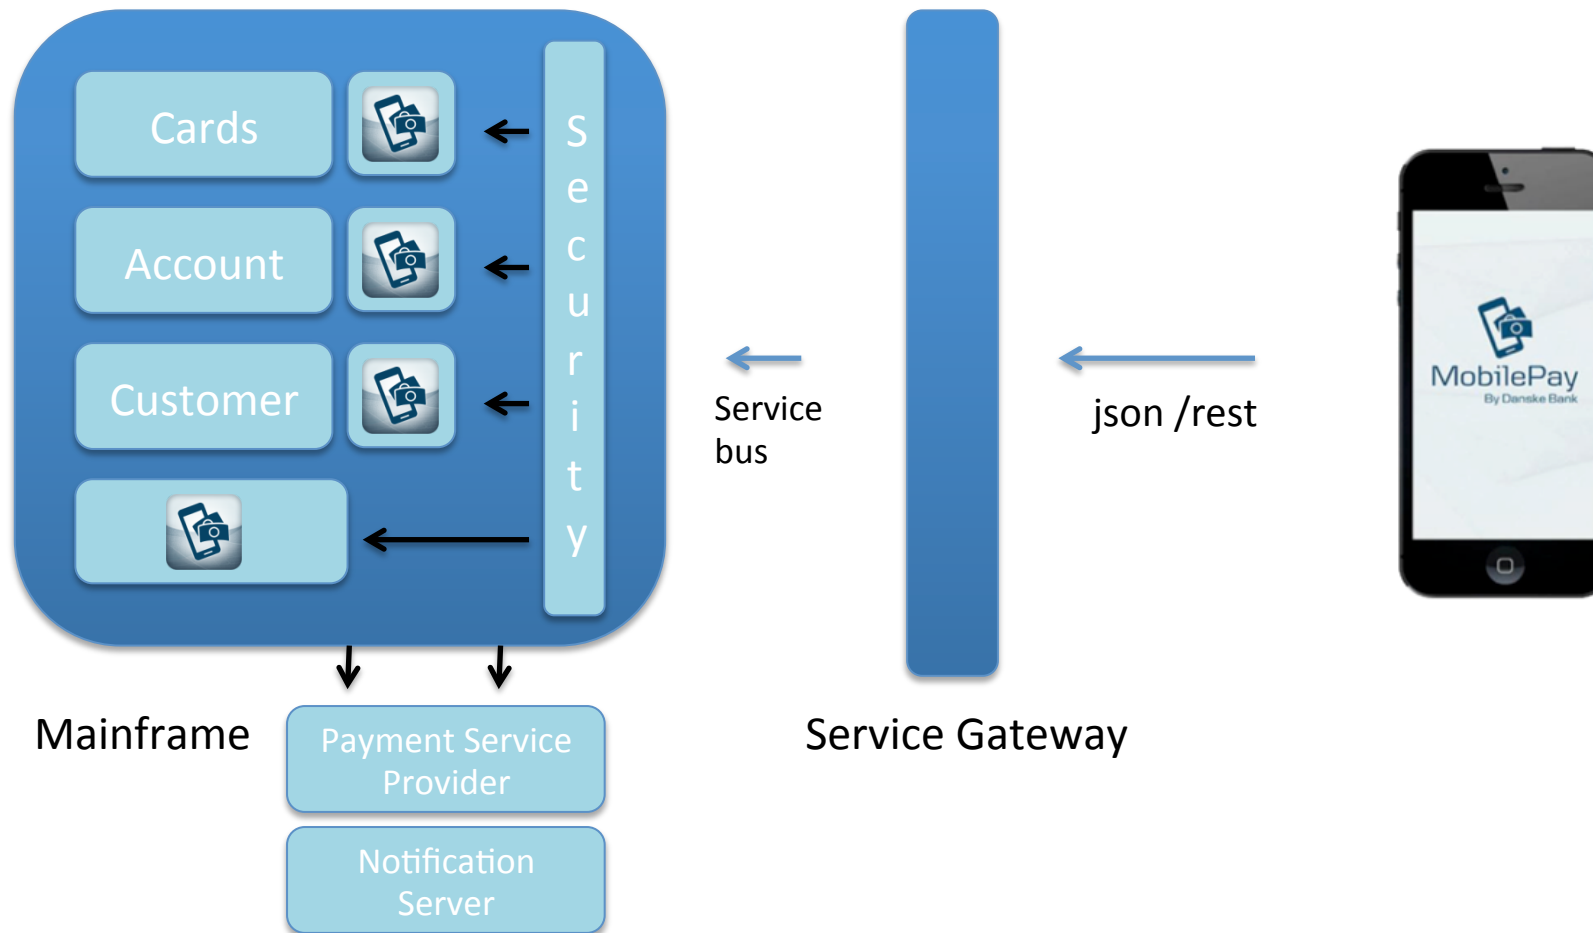 Cards
Account
Customer
Security
Service
bus
json /rest
MobilePay
By Danske Bank
Mainframe
Payment Service
Provider
Notification
Server
Service Gateway